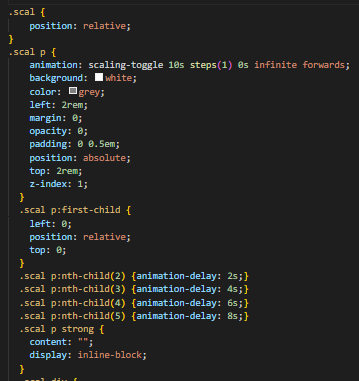 .scal {
position: relative;
}
.scal p {
animation: scaling-toggle 10s steps(1) 0s infinite forwards;
background: white;
color: grey;
left: 2rem;
margin: 0;
opacity: 0;
padding: 0 0.5em;
position: absolute;
top: 2rem;
z-index: 1;
}
.scal p:first-child {
left: 0;
position: relative;
top: 0;
}
.scal p:nth-child(2) {animation-delay: 2s;}
.scal p:nth-child(3) {animation-delay: 4s;}
.scal p:nth-child(4) {animation-delay: 6s;}
.scal p:nth-child(5) {animation-delay: 8s;}
.scal p strong {
content: "";
display: inline-block;
}
.scal div {